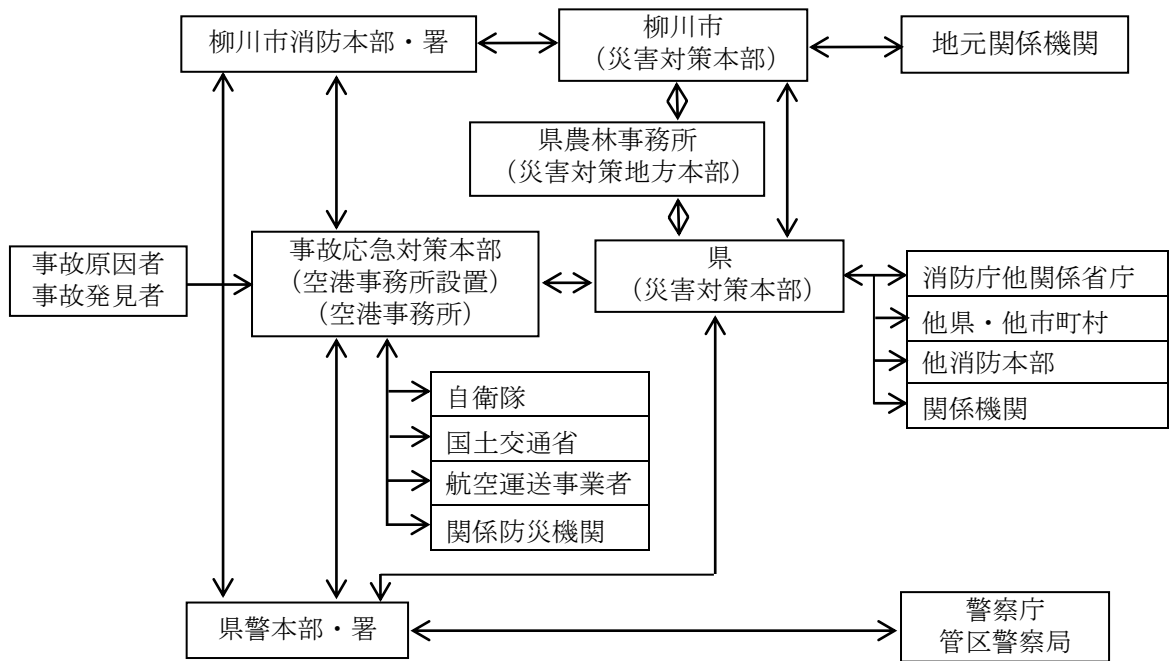 柳川市消防本部・署
柳川市
（災害対策本部）
地元関係機関
県農林事務所
（災害対策地方本部）
事故原因者
事故発見者
事故応急対策本部
（空港事務所設置）
（空港事務所）
県
（災害対策本部）
消防庁他関係省庁
他県・他市町村
他消防本部
関係機関
自衛隊
国土交通省
航空運送事業者
関係防災機関
県警本部・署
警察庁
管区警察局